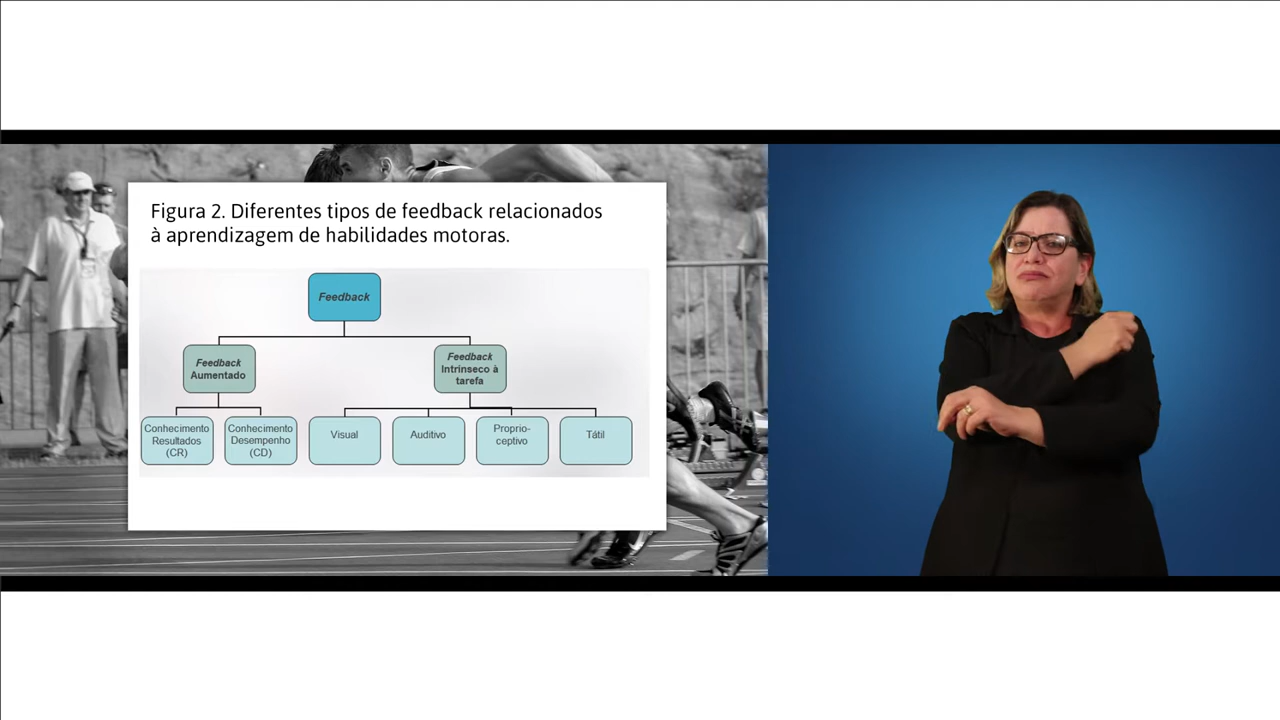 Figura 2. Diferentes tipos de feedback relacionados
à aprendizagem de habilidades motoras.
Feedback
Feedback
Aumentado
Feedback
Intrínseco à
tarefa
Conhecimento
Resultados
(CR)
Conhecimento
Desempenho
(CD)
Visual
Auditivo
Proprio-
ceptivo
Tátil